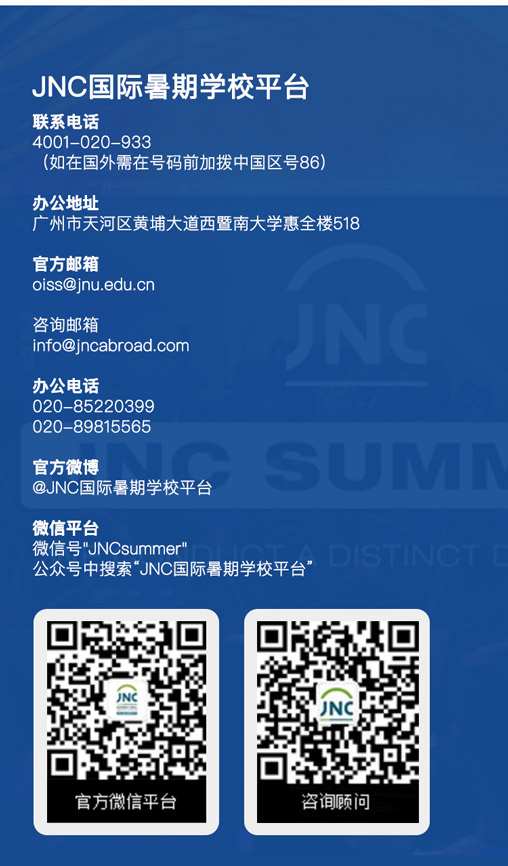 JNC国际暑期学校平台
联系电话
4001-020-933
（如在国外需在号码前加拨中国区号86）
办公地址
广州市天河区黄埔大道西暨南大学惠全楼518
官方邮箱
oiss@jnu.edu.cn
咨询邮箱
info@jncabroad.com
JNC
办公电话
020-85220399
020-89815565
JNC SUMM
官方微博
@JNC国际暑期学校平台
微信平台
微信号"JNCsummer"
DUCT A DISTINCT D
公众号中搜索“JNC国际暑期学校平台”
JNC
JNC
官方微信平台
咨询顾问